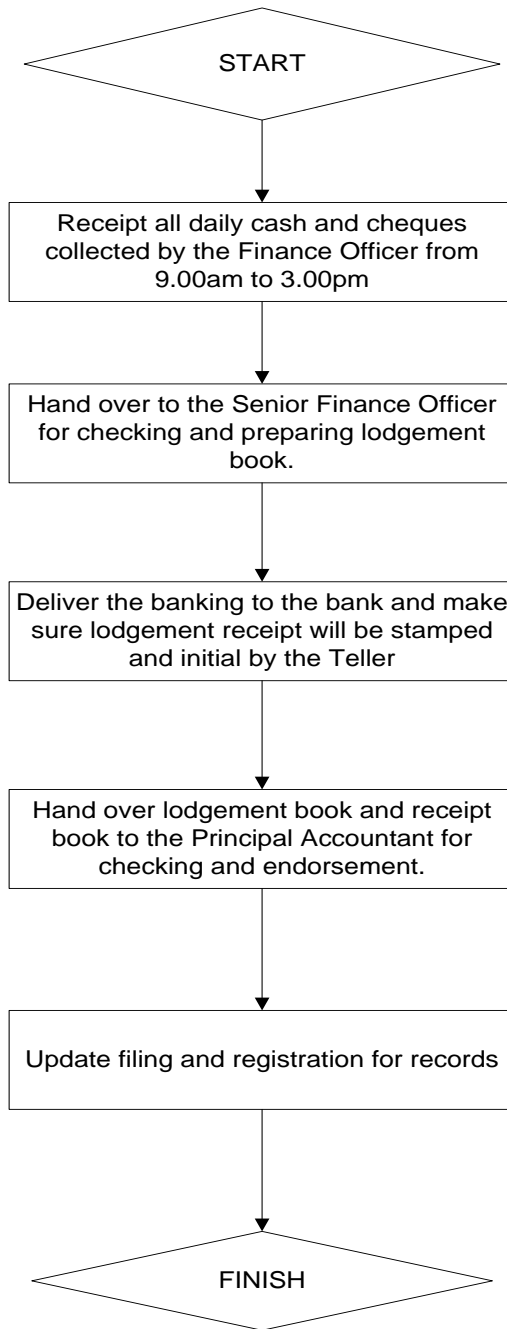 START
Receipt all daily cash and cheques
collected by the Finance Officer from
9.00am to 3.00pm
Hand over to the Senior Finance Officer
for checking and preparing lodgement
book.
Deliver the banking to the bank and make
sure lodgement receipt will be stamped
and initial by the Teller
Hand over lodgement book and receipt
book to the Principal Accountant for
checking and endorsement.
Update filing and registration for records
FINISH